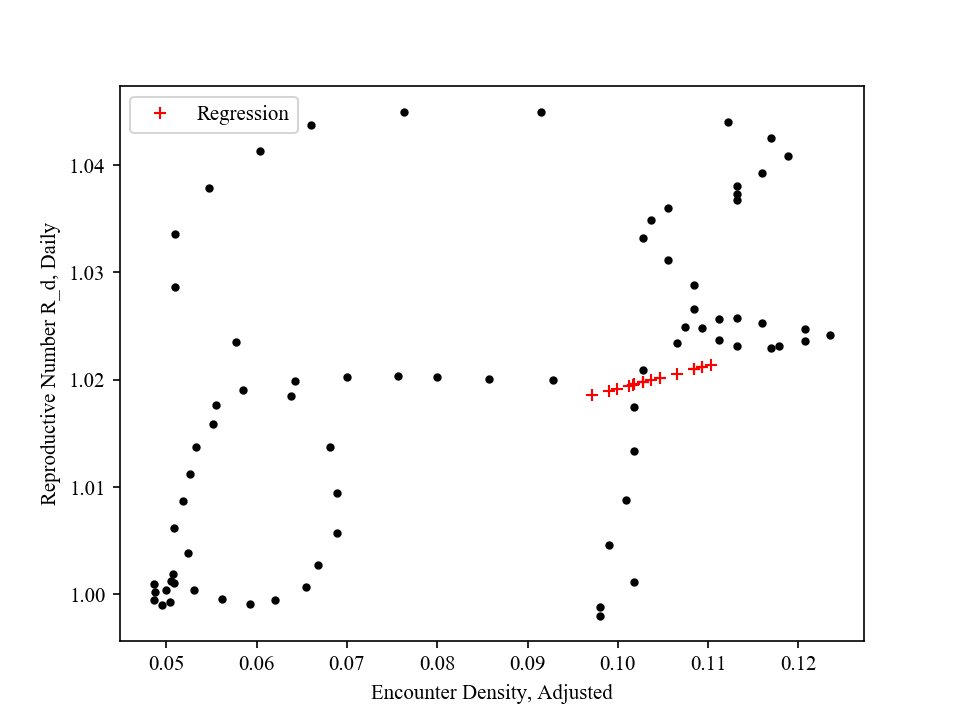 Regression
1.04
1.03
1.02
1.01
1.00
Reproductive Number R_d, Daily
0.05 0.06 0.07 0.08 0.09 0.10 0.11 0.12
Encounter Density, Adjusted